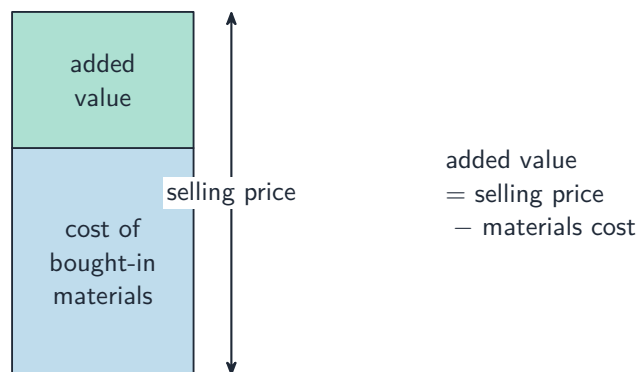 added
value
selling price
cost of
bought-in
materials
added value
= selling price
− materials cost